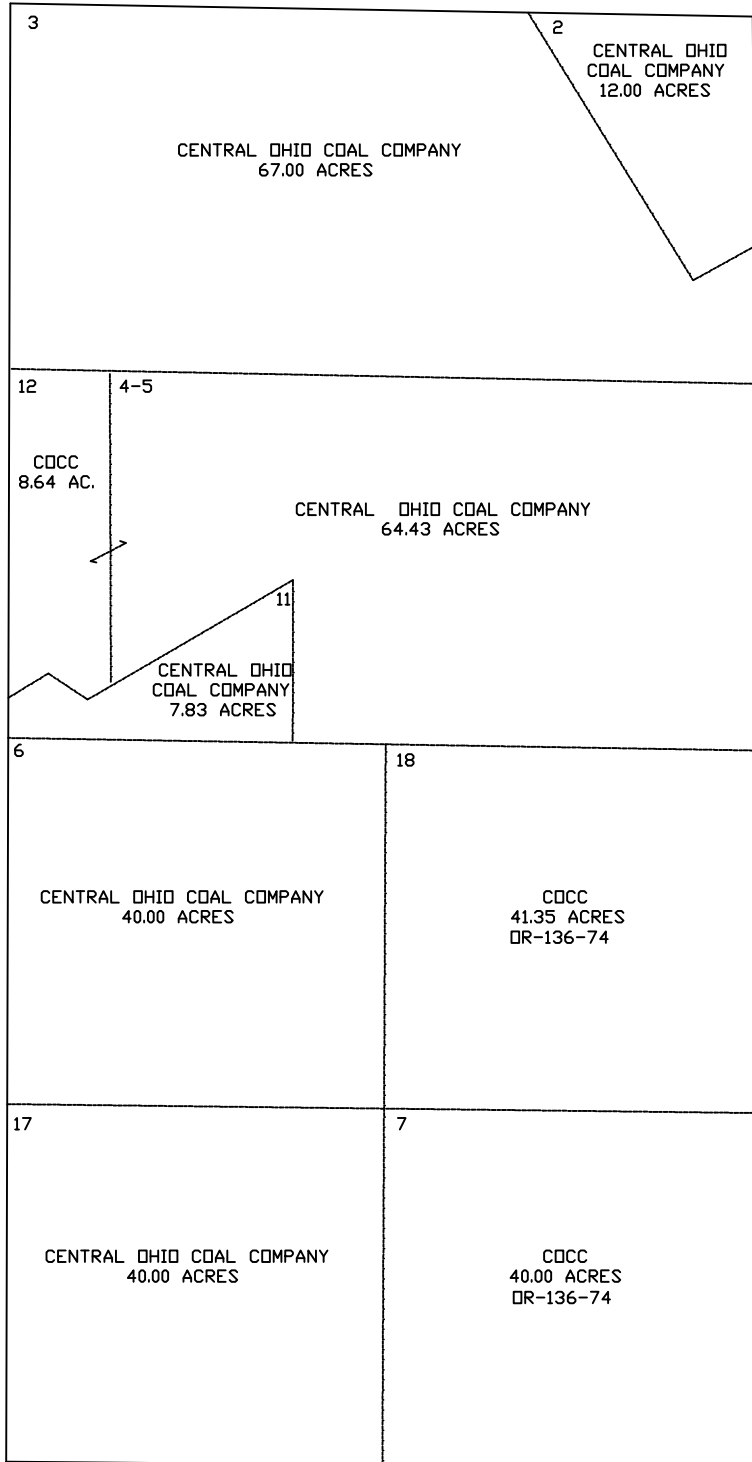 3
2
CENTRAL OHIO
COAL COMPANY
12.00 ACRES
CENTRAL OHIO COAL COMPANY
67.00 ACRES
12
4-5
COCC
8.64 AC.
CENTRAL OHIO COAL COMPANY
64.43 ACRES
11
CENTRAL OHIO
COAL COMPANY
7.83 ACRES
6
18
CENTRAL OHIO COAL COMPANY
40.00 ACRES
COCC
41.35 ACRES
OR-136-74
17
7
CENTRAL OHIO COAL COMPANY
40.00 ACRES
COCC
40.00 ACRES
OR-136-74